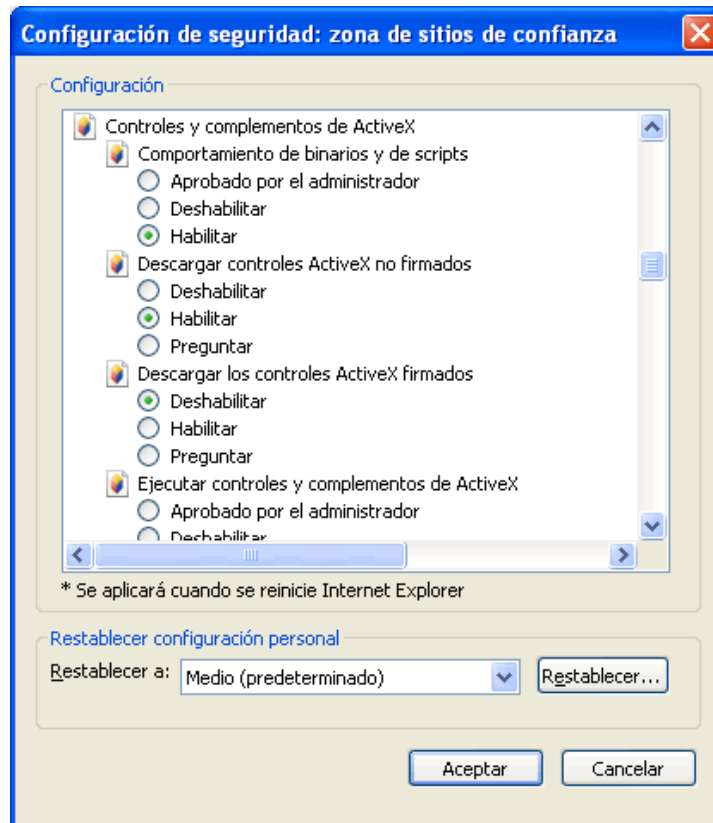 Configuración de seguridad: zona de sitios de confianza
Configuración
Controles y complementos de ActiveX
Comportamiento de binarios y de scripts
Aprobado por el administrador
Deshabilitar
Habilitar
Descargar controles ActiveX no firmados
Deshabilitar
Habilitar
Preguntar
Descargar los controles ActiveX firmados
Deshabilitar
Habilitar
Preguntar
Ejecutar controles y complementos de ActiveX
Aprobado por el administrador
Deshabilitar
* Se aplicará cuando se reinicie Internet Explorer
Restablecer configuración personal
Restablecer a: Medio (predeterminado) Restablecer...
Aceptar Cancelar